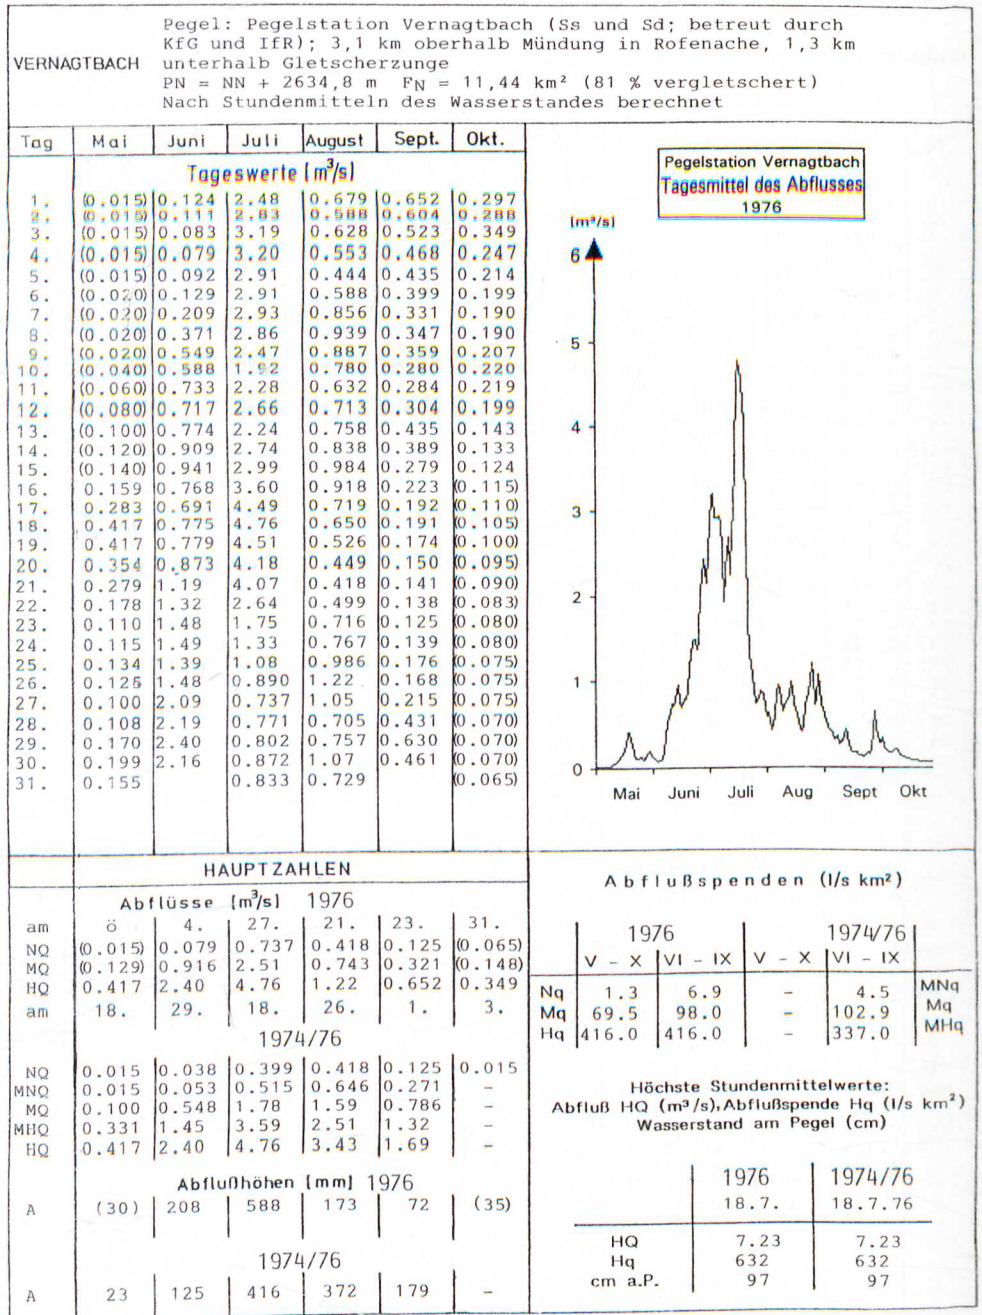 Pegel: Pegelstation Vernagtbach (Ss und Sd; betreut durch
KfG und IfR); 3,1 km oberhalb Mündung in Rofenache, 1,3 km
VERNAGTBACH unterhalb Gletscherzunge
PN = NN + 2634,8 m FN = 11,44 km² (81 % vergletschert)
Nach Stundenmitteln des Wasserstandes berechnet
Tag Mai Juni Juli August Sept. Okt.
Tageswerte [m³/s]
1. (0.015) 0.124 2.48 0.679 0.652 0.297
2. (0.015) 0.111 2.83 0.588 0.604 0.288
3. (0.015) 0.083 3.19 0.628 0.523 0.349
4. (0.015) 0.079 3.20 0.553 0.468 0.247
5. (0.015) 0.092 2.91 0.444 0.435 0.214
6. (0.020) 0.129 2.91 0.588 0.399 0.199
7. (0.020) 0.209 2.93 0.856 0.331 0.190
8. (0.020) 0.371 2.86 0.939 0.347 0.190
9. (0.020) 0.549 2.47 0.887 0.359 0.207
10. (0.040) 0.588 1.92 0.780 0.280 0.220
11. (0.060) 0.733 2.28 0.632 0.284 0.219
12. (0.080) 0.717 2.66 0.713 0.304 0.199
13. (0.100) 0.774 2.24 0.758 0.435 0.143
14. (0.120) 0.909 2.74 0.838 0.389 0.133
15. (0.140) 0.941 2.99 0.984 0.279 0.124
16. 0.159 0.768 3.60 0.918 0.223 (0.115)
17. 0.283 0.691 4.49 0.719 0.192 (0.110)
18. 0.417 0.775 4.76 0.650 0.191 (0.105)
19. 0.417 0.779 4.51 0.526 0.174 (0.100)
20. 0.354 0.873 4.18 0.449 0.150 (0.095)
21. 0.279 1.19 4.07 0.418 0.141 (0.090)
22. 0.178 1.32 2.64 0.499 0.138 (0.083)
23. 0.110 1.48 1.75 0.716 0.125 (0.080)
24. 0.115 1.49 1.33 0.767 0.139 (0.080)
25. 0.134 1.39 1.08 0.986 0.176 (0.075)
26. 0.125 1.48 0.890 1.22 0.168 (0.075)
27. 0.100 2.09 0.737 1.05 0.215 (0.075)
28. 0.108 2.19 0.771 0.705 0.431 (0.070)
29. 0.170 2.40 0.802 0.757 0.630 (0.070)
30. 0.199 2.16 0.872 1.07 0.461 (0.070)
31. 0.155 0.833 0.729 (0.065)
Pegelstation Vernagtbach
Tagesmittel des Abflusses
1976
[m³/s]
6
5
4
3
2
1
0
Mai Juni Juli Aug Sept Okt
HAUPTZAHLEN
Abflüsse [m³/s] 1976
am ö 4. 27. 21. 23. 31.
NQ (0.015) 0.079 0.737 0.418 0.125 (0.065)
MQ (0.129) 0.916 2.51 0.743 0.321 (0.148)
HQ 0.417 2.40 4.76 1.22 0.652 0.349
am 18. 29. 18. 26. 1. 3.
1974/76
NQ 0.015 0.038 0.399 0.418 0.125 0.015
MNQ 0.015 0.053 0.515 0.646 0.271 –
MQ 0.100 0.548 1.78 1.59 0.786 –
MHQ 0.331 1.45 3.59 2.51 1.32 –
HQ 0.417 2.40 4.76 3.43 1.69 –
Abflußhöhen [mm] 1976
A (30) 208 588 173 72 (35)
1974/76
A 23 125 416 372 179 –
Abflußspenden (l/s km²)
1976 1974/76
V – X VI – IX V – X VI – IX
Nq 1.3 6.9 – 4.5 MNq
Mq 69.5 98.0 – 102.9 Mq
Hq 416.0 416.0 – 337.0 MHq
Höchste Stundenmittelwerte:
Abfluß HQ (m³/s), Abflußspende Hq (l/s km²)
Wasserstand am Pegel (cm)
1976 1974/76
18.7. 18.7.76
HQ 7.23 7.23
Hq 632 632
cm a.P. 97 97